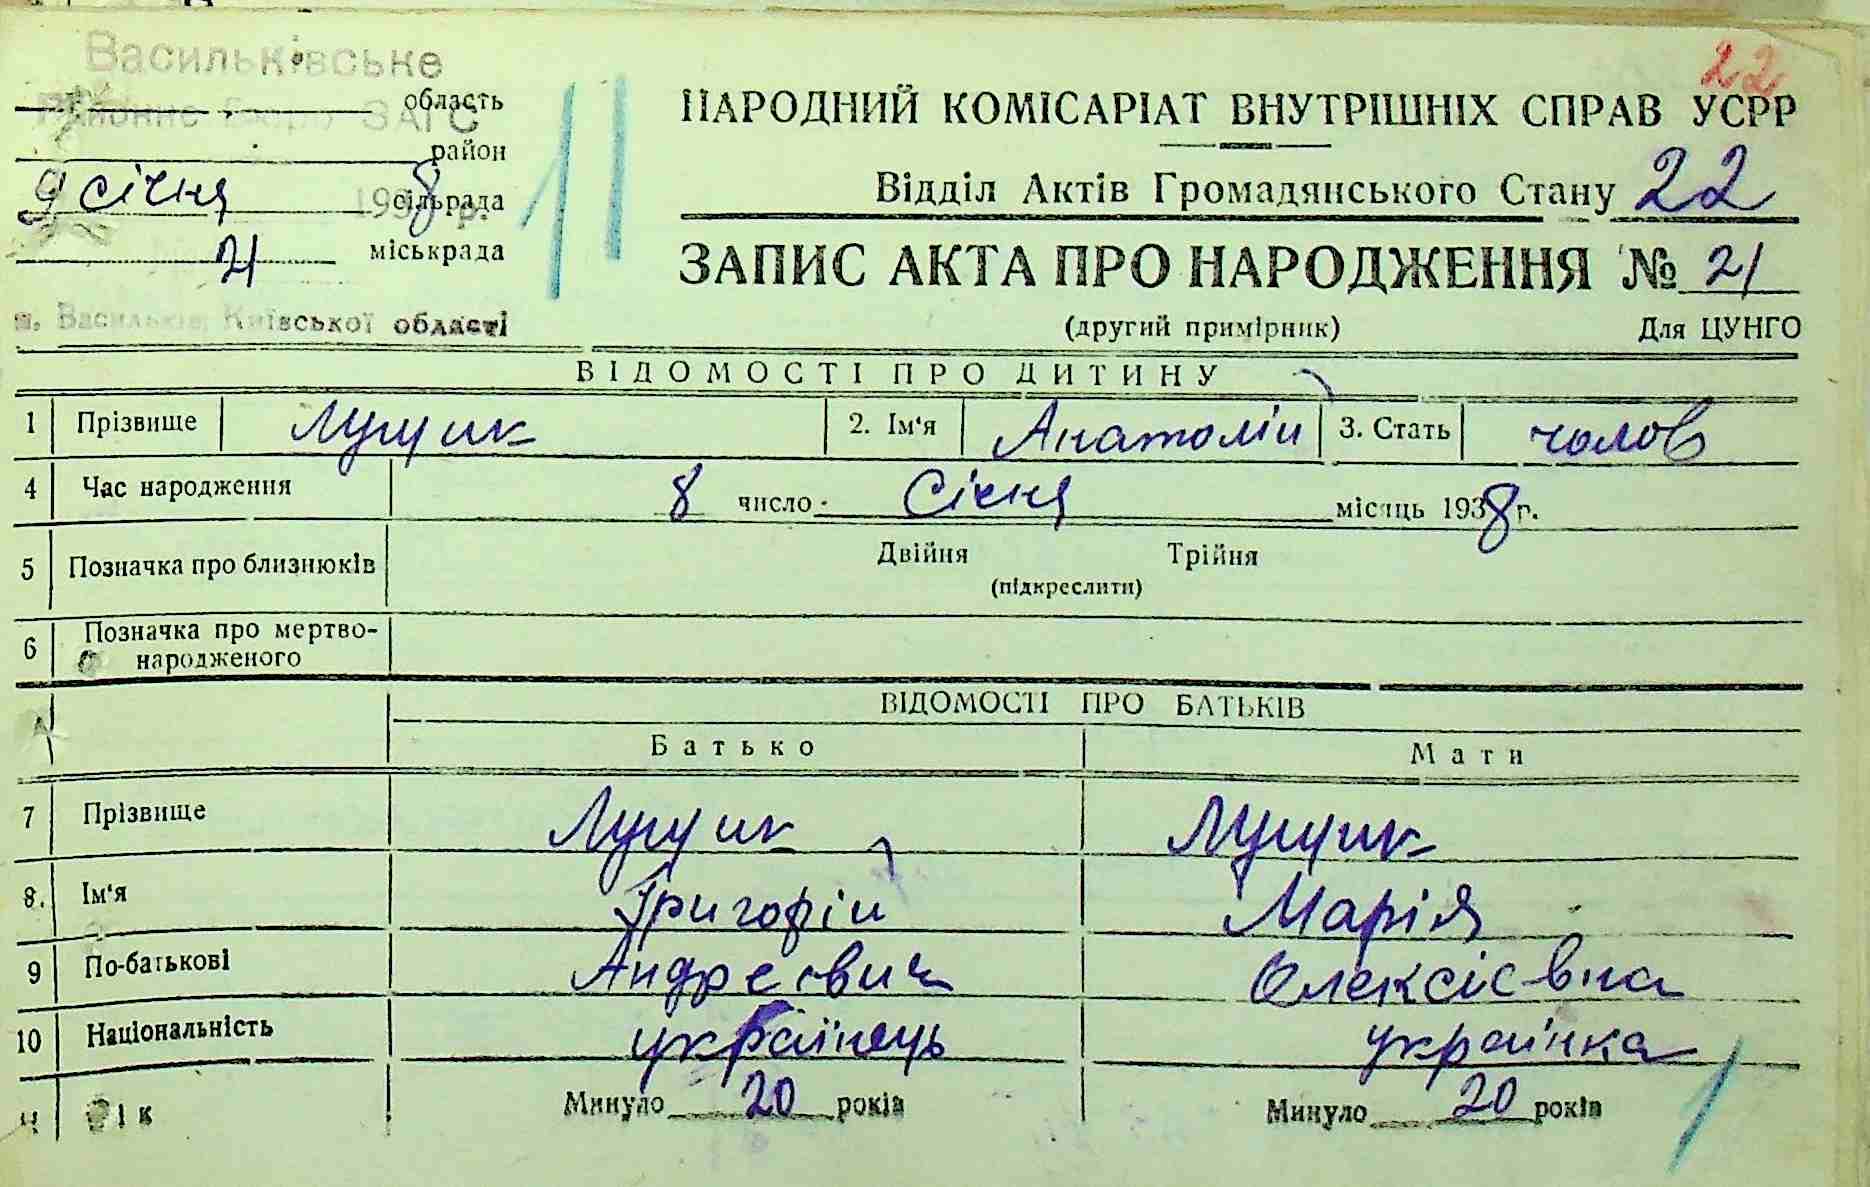 22
Васильківське
область
Районне Бюро ЗАГС
район
9 січня 1938 р. сільрада
21 міськрада
м. Васильків, Київської області
НАРОДНИЙ КОМІСАРІАТ ВНУТРІШНІХ СПРАВ УСРР
Відділ Актів Громадянського Стану 22
ЗАПИС АКТА ПРО НАРОДЖЕННЯ № 21
(другий примірник) Для ЦУНГО
ВІДОМОСТІ ПРО ДИТИНУ
1 Прізвище Лущик 2. Ім'я Анатолій 3. Стать чолов
4 Час народження 8 число Січня місяць 1938 г.
5 Позначка про близнюків Двійня Трійня
(підкреслити)
6 Позначка про мертво-
народженого
ВІДОМОСТІ ПРО БАТЬКІВ
Батько Мати
7 Прізвище Лущик Лущик
8. Ім'я Григорій Марія
9 По-батькові Андреєвич Олексієвна
10 Національність українець українка
Вік Минуло 20 років Минуло 20 років